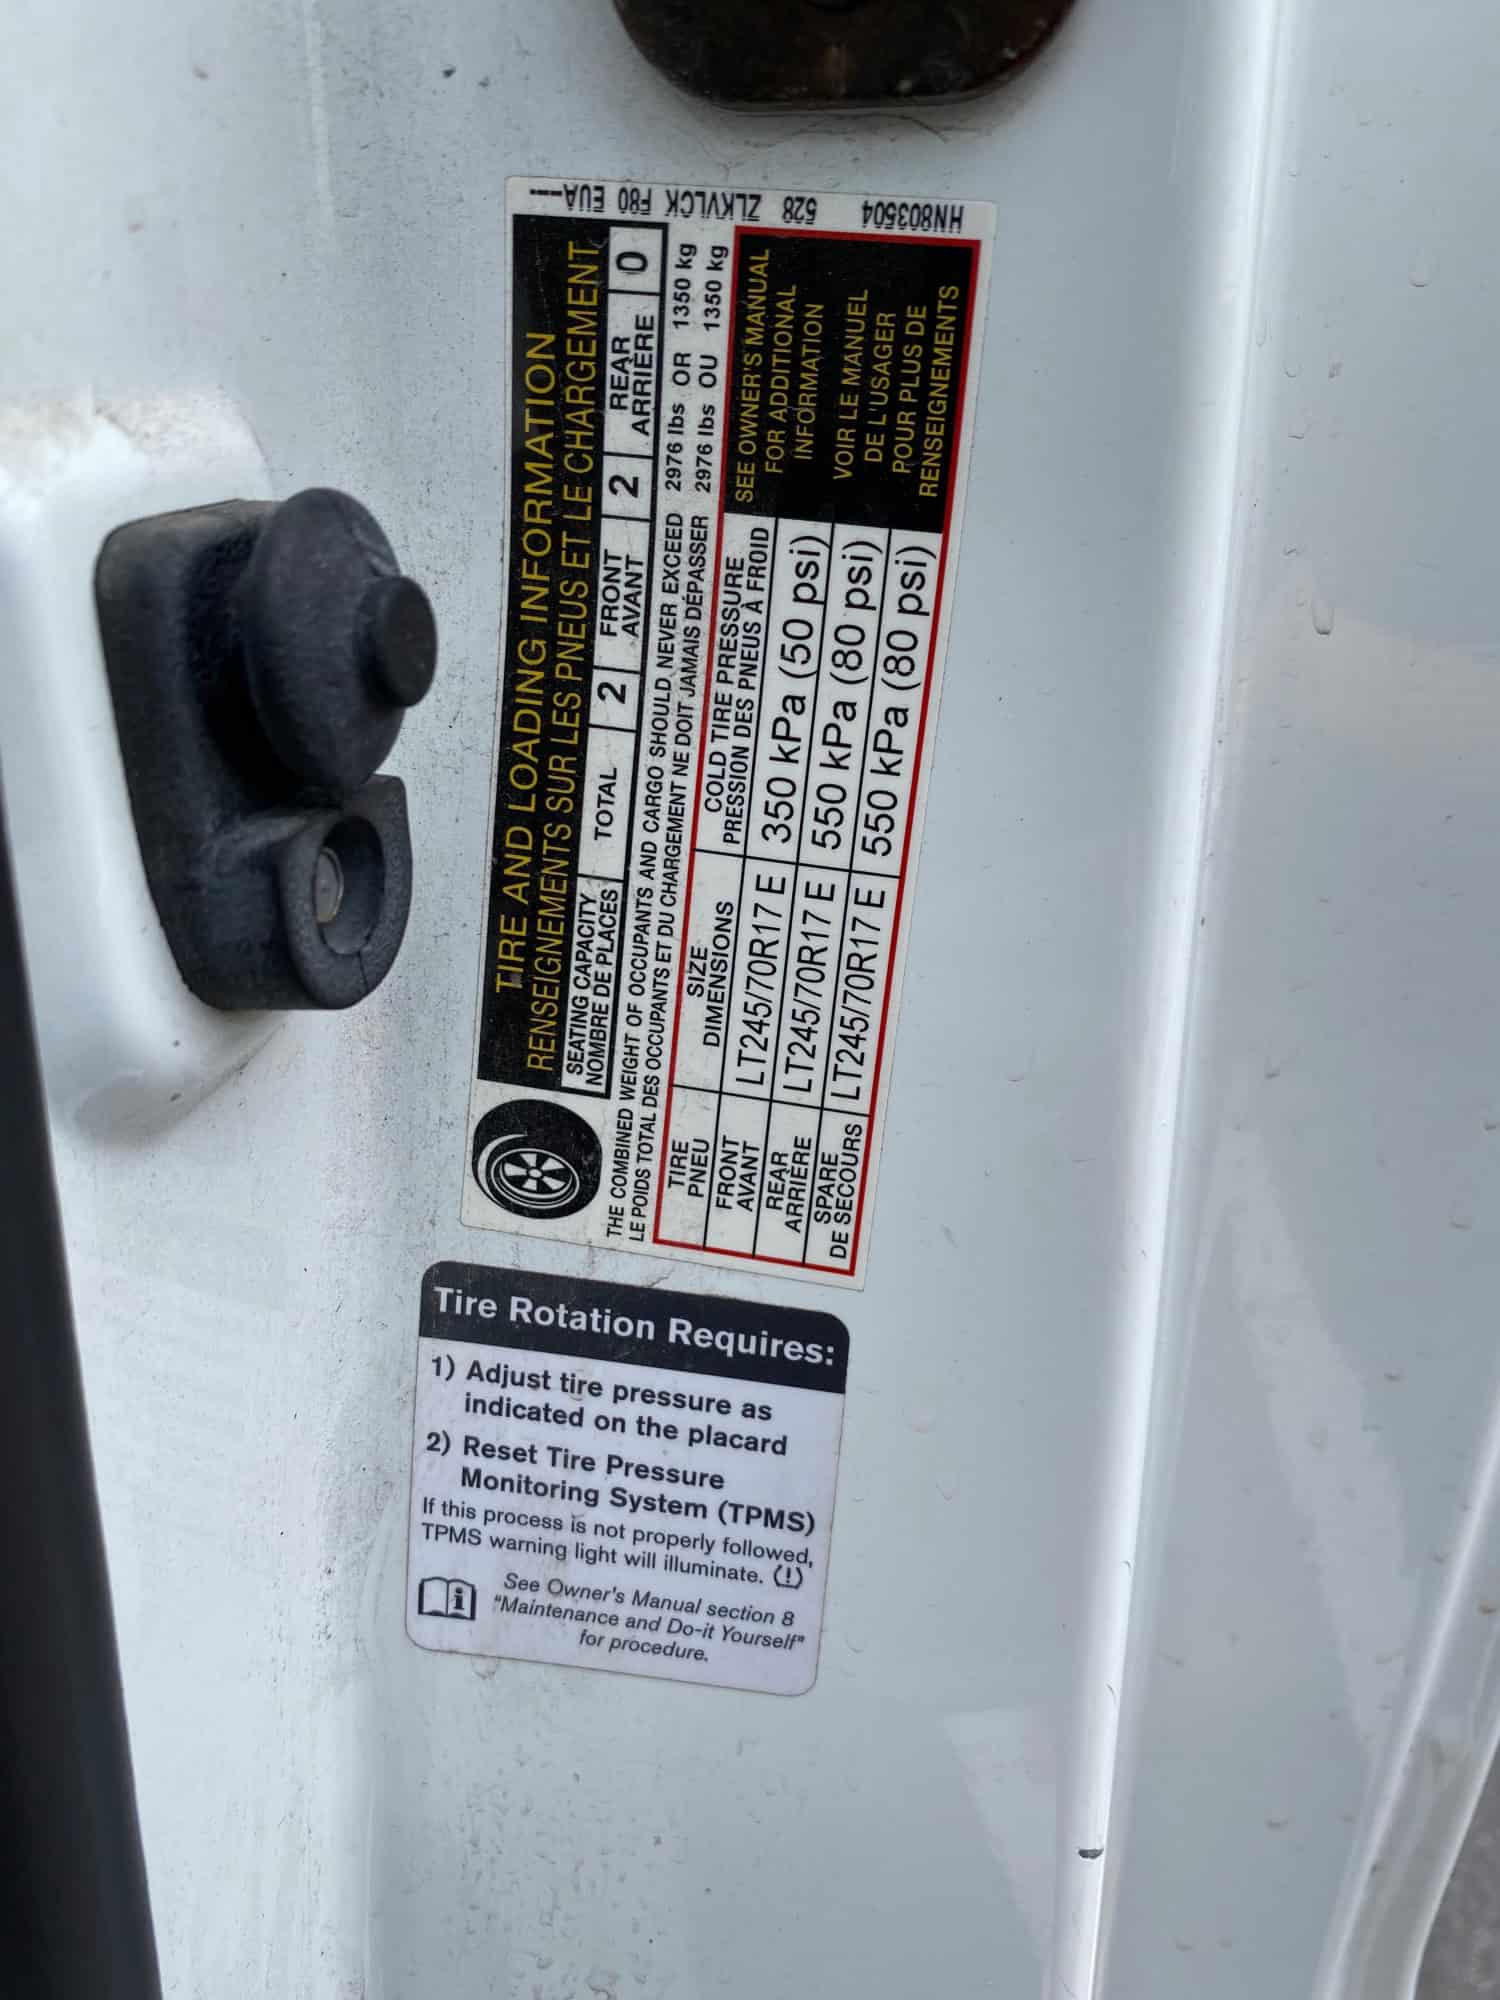 TIRE AND LOADING INFORMATION
RENSEIGNEMENTS SUR LES PNEUS ET LE CHARGEMENT
SEATING CAPACITY
NOMBRE DE PLACES
TOTAL 2
FRONT
AVANT
2
REAR
ARRIÈRE
0
THE COMBINED WEIGHT OF OCCUPANTS AND CARGO SHOULD NEVER EXCEED 2976 lbs OR 1350 kg
LE POIDS TOTAL DES OCCUPANTS ET DU CHARGEMENT NE DOIT JAMAIS DÉPASSER 2976 lbs OU 1350 kg
TIRE
PNEU
SIZE
DIMENSIONS
COLD TIRE PRESSURE
PRESSION DES PNEUS À FROID
FRONT
AVANT
LT245/70R17 E 350 kPa (50 psi)
REAR
ARRIÈRE
LT245/70R17 E 550 kPa (80 psi)
SPARE
DE SECOURS
LT245/70R17 E 550 kPa (80 psi)
SEE OWNER'S MANUAL
FOR ADDITIONAL
INFORMATION
VOIR LE MANUEL
DE L'USAGER
POUR PLUS DE
RENSEIGNEMENTS
HN803504 528 ZLKVLCK F80 EUA---
Tire Rotation Requires:
1) Adjust tire pressure as
indicated on the placard
2) Reset Tire Pressure
Monitoring System (TPMS)
If this process is not properly followed,
TPMS warning light will illuminate. (!)
See Owner's Manual section 8
"Maintenance and Do-it Yourself"
for procedure.